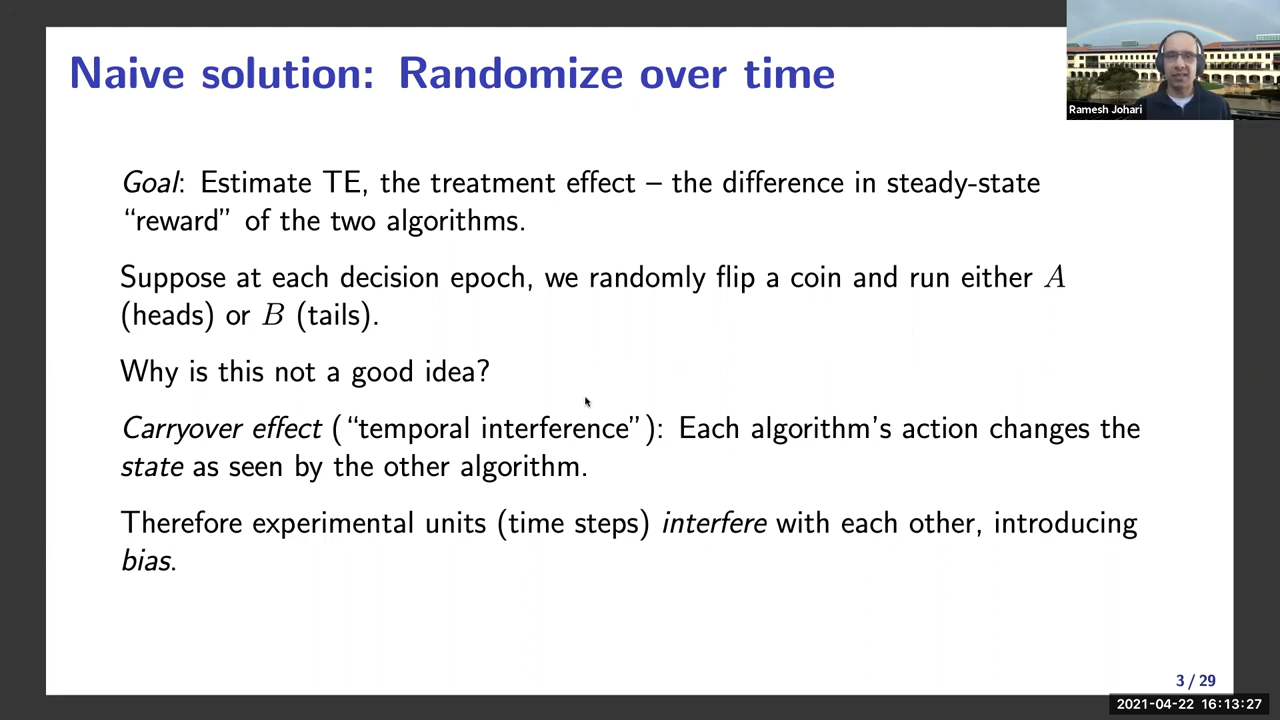 Naive solution: Randomize over time
Ramesh Johari
Goal: Estimate TE, the treatment effect – the difference in steady-state
“reward” of the two algorithms.
Suppose at each decision epoch, we randomly flip a coin and run either A
(heads) or B (tails).
Why is this not a good idea?
Carryover effect (“temporal interference”): Each algorithm’s action changes the
state as seen by the other algorithm.
Therefore experimental units (time steps) interfere with each other, introducing
bias.
3 / 29
2021-04-22 16:13:27